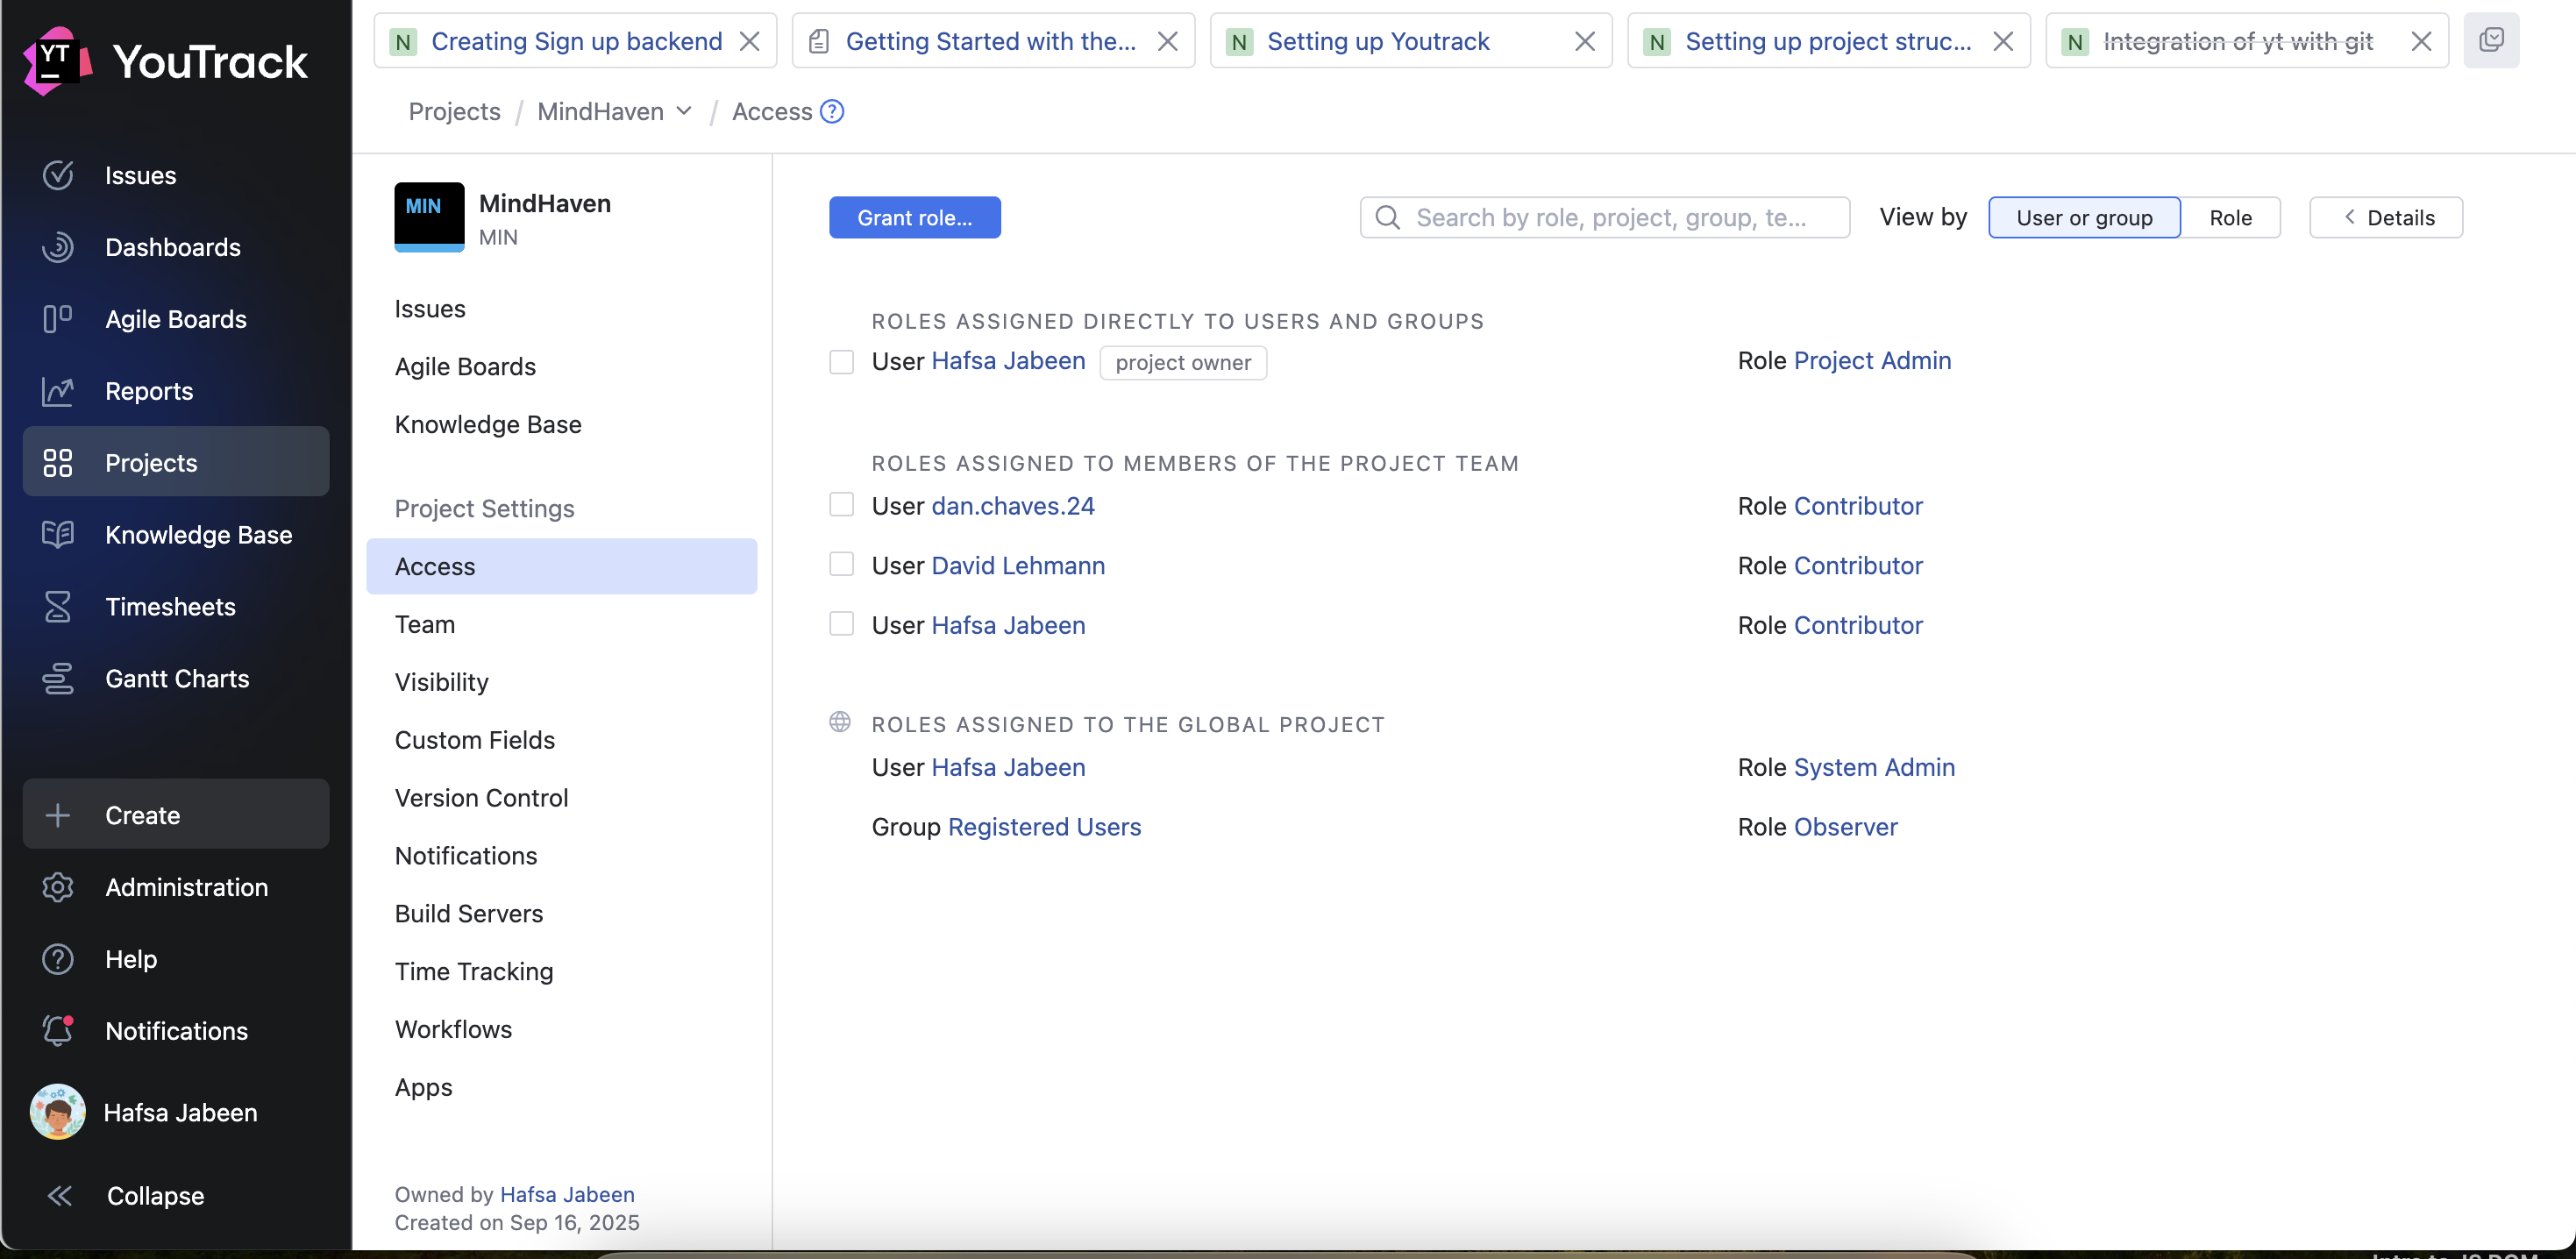 YT
YouTrack
Issues
Dashboards
Agile Boards
Reports
Projects
Knowledge Base
Timesheets
Gantt Charts
Create
Administration
Help
Notifications
Hafsa Jabeen
Collapse
N Creating Sign up backend
Getting Started with the...
N Setting up Youtrack
N Setting up project struc...
N Integration of yt with git
Projects / MindHaven / Access ?
MIN
MindHaven
MIN
Issues
Agile Boards
Knowledge Base
Project Settings
Access
Team
Visibility
Custom Fields
Version Control
Notifications
Build Servers
Time Tracking
Workflows
Apps
Owned by Hafsa Jabeen
Created on Sep 16, 2025
Grant role...
Search by role, project, group, te...
View by
User or group
Role
Details
ROLES ASSIGNED DIRECTLY TO USERS AND GROUPS
User Hafsa Jabeen project owner Role Project Admin
ROLES ASSIGNED TO MEMBERS OF THE PROJECT TEAM
User dan.chaves.24 Role Contributor
User David Lehmann Role Contributor
User Hafsa Jabeen Role Contributor
ROLES ASSIGNED TO THE GLOBAL PROJECT
User Hafsa Jabeen Role System Admin
Group Registered Users Role Observer